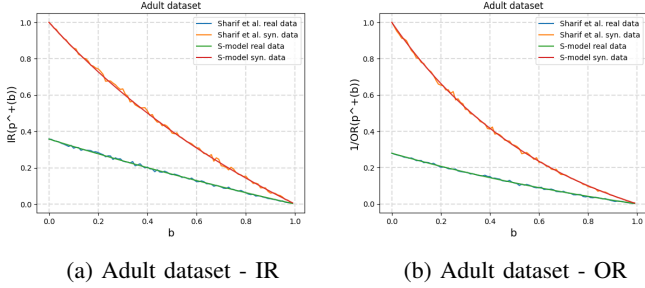 Adult dataset
1.0
0.8
0.6
0.4
0.2
0.0
IR(p^+(b))
Sharif et al. real data
Sharif et al. syn. data
S-model real data
S-model syn. data
0.0 0.2 0.4 0.6 0.8 1.0
b
(a) Adult dataset - IR
Adult dataset
1.0
0.8
0.6
0.4
0.2
0.0
1/OR(p^+(b))
Sharif et al. real data
Sharif et al. syn. data
S-model real data
S-model syn. data
0.0 0.2 0.4 0.6 0.8 1.0
b
(b) Adult dataset - OR